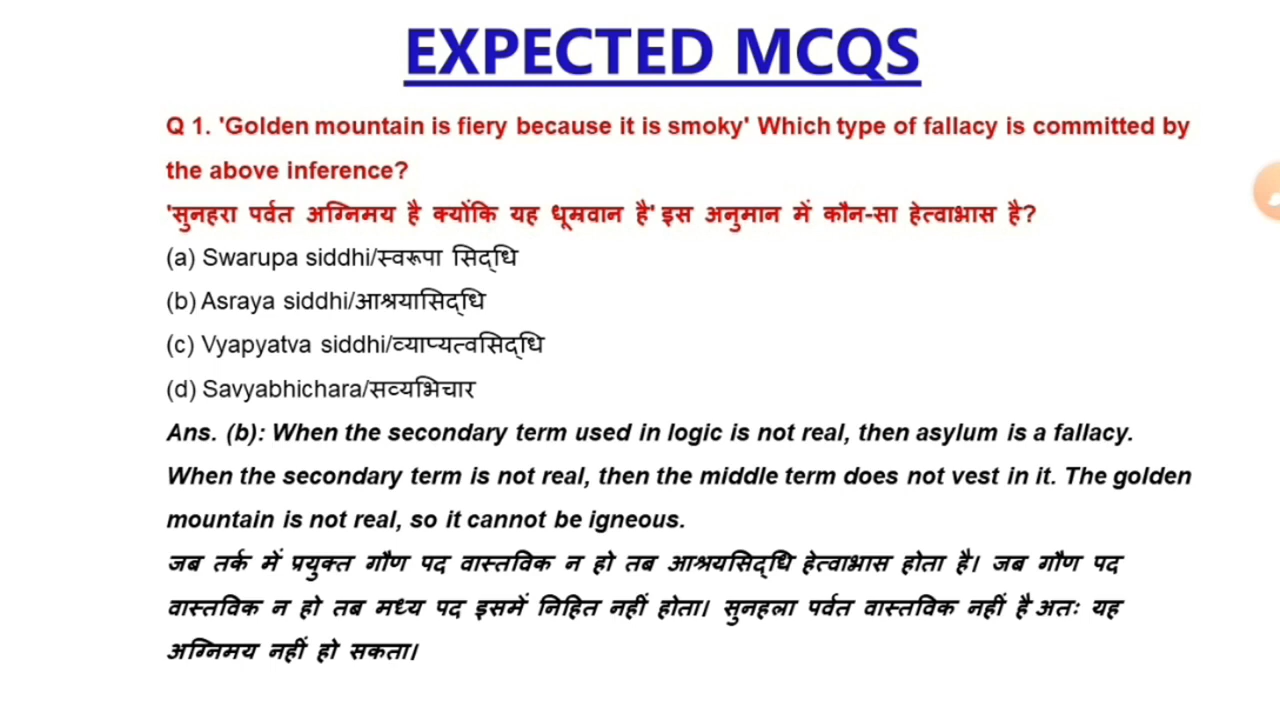 EXPECTED MCQS
Q 1. 'Golden mountain is fiery because it is smoky' Which type of fallacy is committed by
the above inference?
'सुनहरा पर्वत अग्निमय है क्योंकि यह धूम्रवान है' इस अनुमान में कौन-सा हेत्वाभास है?
(a) Swarupa siddhi/स्वरूपा सिद्धि
(b) Asraya siddhi/आश्रयासिद्धि
(c) Vyapyatva siddhi/व्याप्यत्वसिद्धि
(d) Savyabhichara/सव्यभिचार
Ans. (b): When the secondary term used in logic is not real, then asylum is a fallacy.
When the secondary term is not real, then the middle term does not vest in it. The golden
mountain is not real, so it cannot be igneous.
जब तर्क में प्रयुक्त गौण पद वास्तविक न हो तब आश्रयसिद्धि हेत्वाभास होता है। जब गौण पद
वास्तविक न हो तब मध्य पद इसमें निहित नहीं होता। सुनहला पर्वत वास्तविक नहीं है अतः यह
अग्निमय नहीं हो सकता।